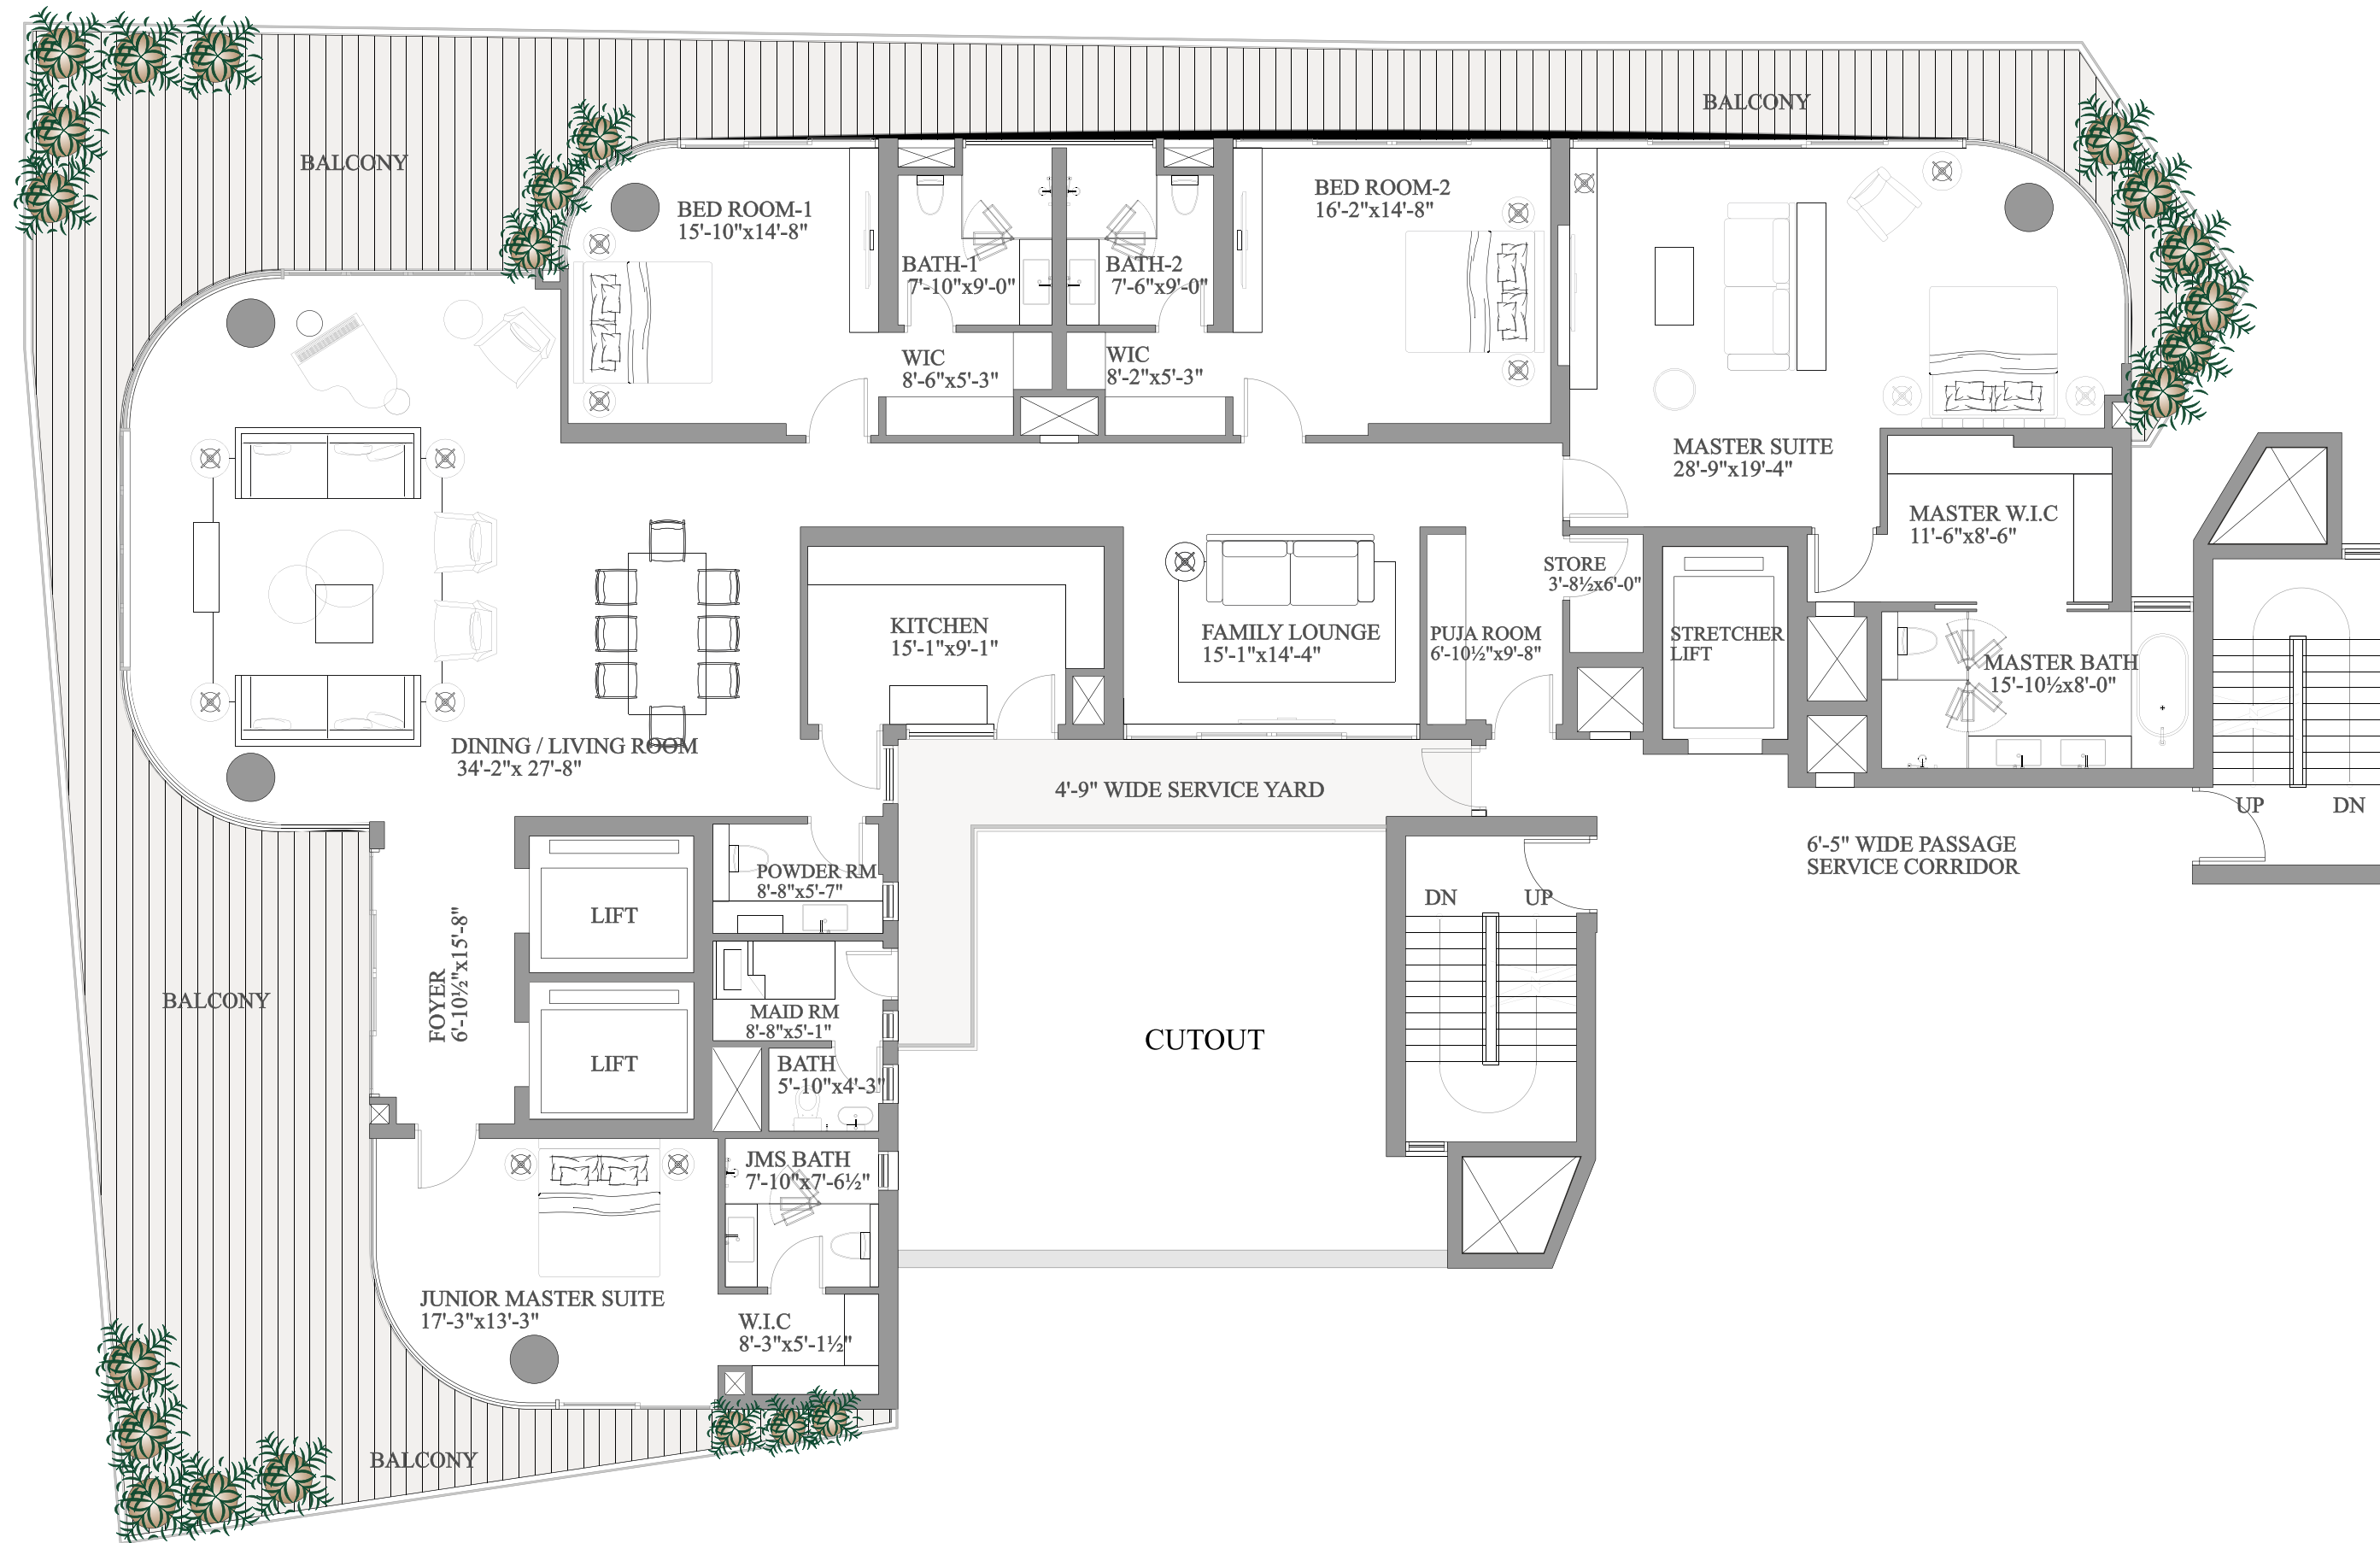 BALCONY
BALCONY
BED ROOM-1
15'-10"x14'-8"
BATH-1
7'-10"x9'-0"
BATH-2
7'-6"x9'-0"
BED ROOM-2
16'-2"x14'-8"
WIC
8'-6"x5'-3"
WIC
8'-2"x5'-3"
MASTER SUITE
28'-9"x19'-4"
MASTER W.I.C
11'-6"x8'-6"
STORE
3'-8½x6'-0"
KITCHEN
15'-1"x9'-1"
FAMILY LOUNGE
15'-1"x14'-4"
PUJA ROOM
6'-10½"x9'-8"
STRETCHER
LIFT
MASTER BATH
15'-10½x8'-0"
DINING / LIVING ROOM
34'-2"x 27'-8"
4'-9" WIDE SERVICE YARD
UP
DN
6'-5" WIDE PASSAGE
SERVICE CORRIDOR
POWDER RM
8'-8"x5'-7"
DN
UP
LIFT
FOYER
6'-10½"x15'-8"
BALCONY
MAID RM
8'-8"x5'-1"
CUTOUT
LIFT
BATH
5'-10"x4'-3"
JMS BATH
7'-10"x7'-6½"
JUNIOR MASTER SUITE
17'-3"x13'-3"
W.I.C
8'-3"x5'-1½"
BALCONY